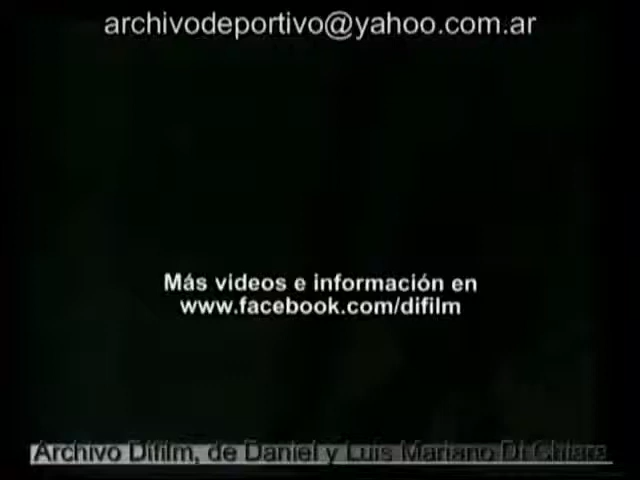 archivodeportivo@yahoo.com.ar
Más videos e información en
www.facebook.com/difilm
Archivo Difilm, de Daniel y Luis Mariano Di Chiara